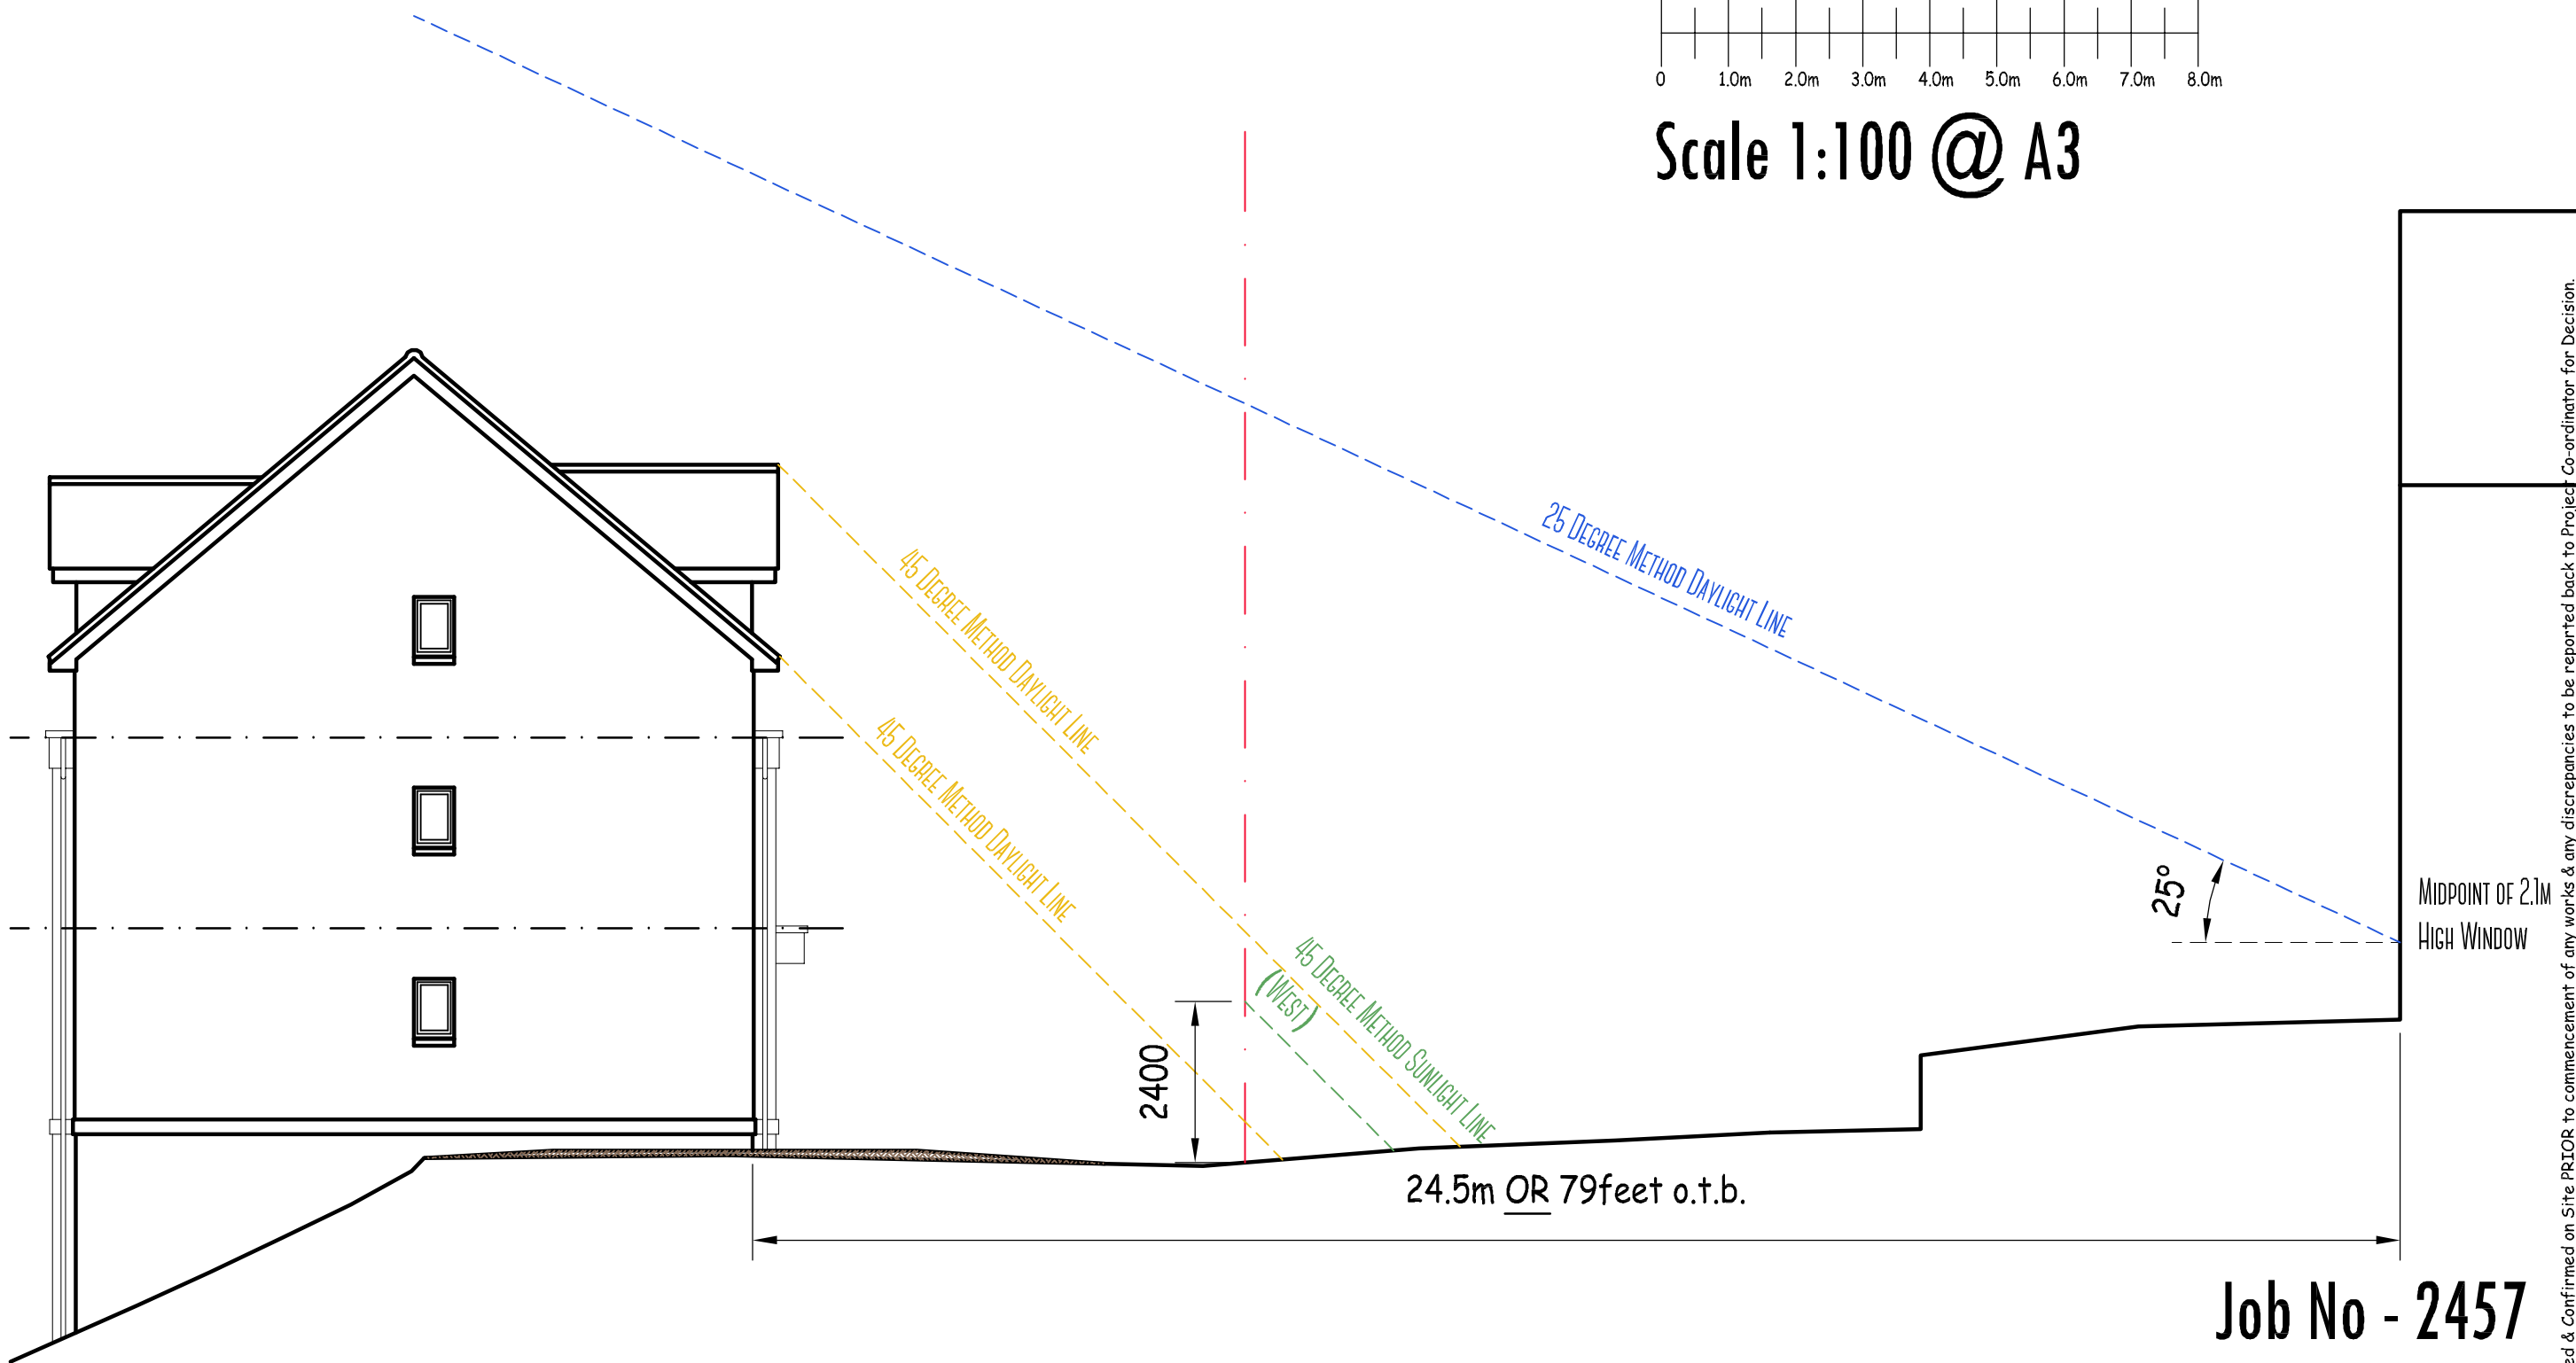 0 1.0m 2.0m 3.0m 4.0m 5.0m 6.0m 7.0m 8.0m
Scale 1:100 @ A3
25 Degree Method Daylight Line
45 Degree Method Daylight Line
45 Degree Method Daylight Line
45 Degree Method Sunlight Line
(West)
25°
Midpoint of 2.1m
High Window
2400
24.5m OR 79feet o.t.b.
Job No - 2457
& Confirmed on Site PRIOR to commencement of any works & any discrepancies to be reported back to Project Co-ordinator for Decision.